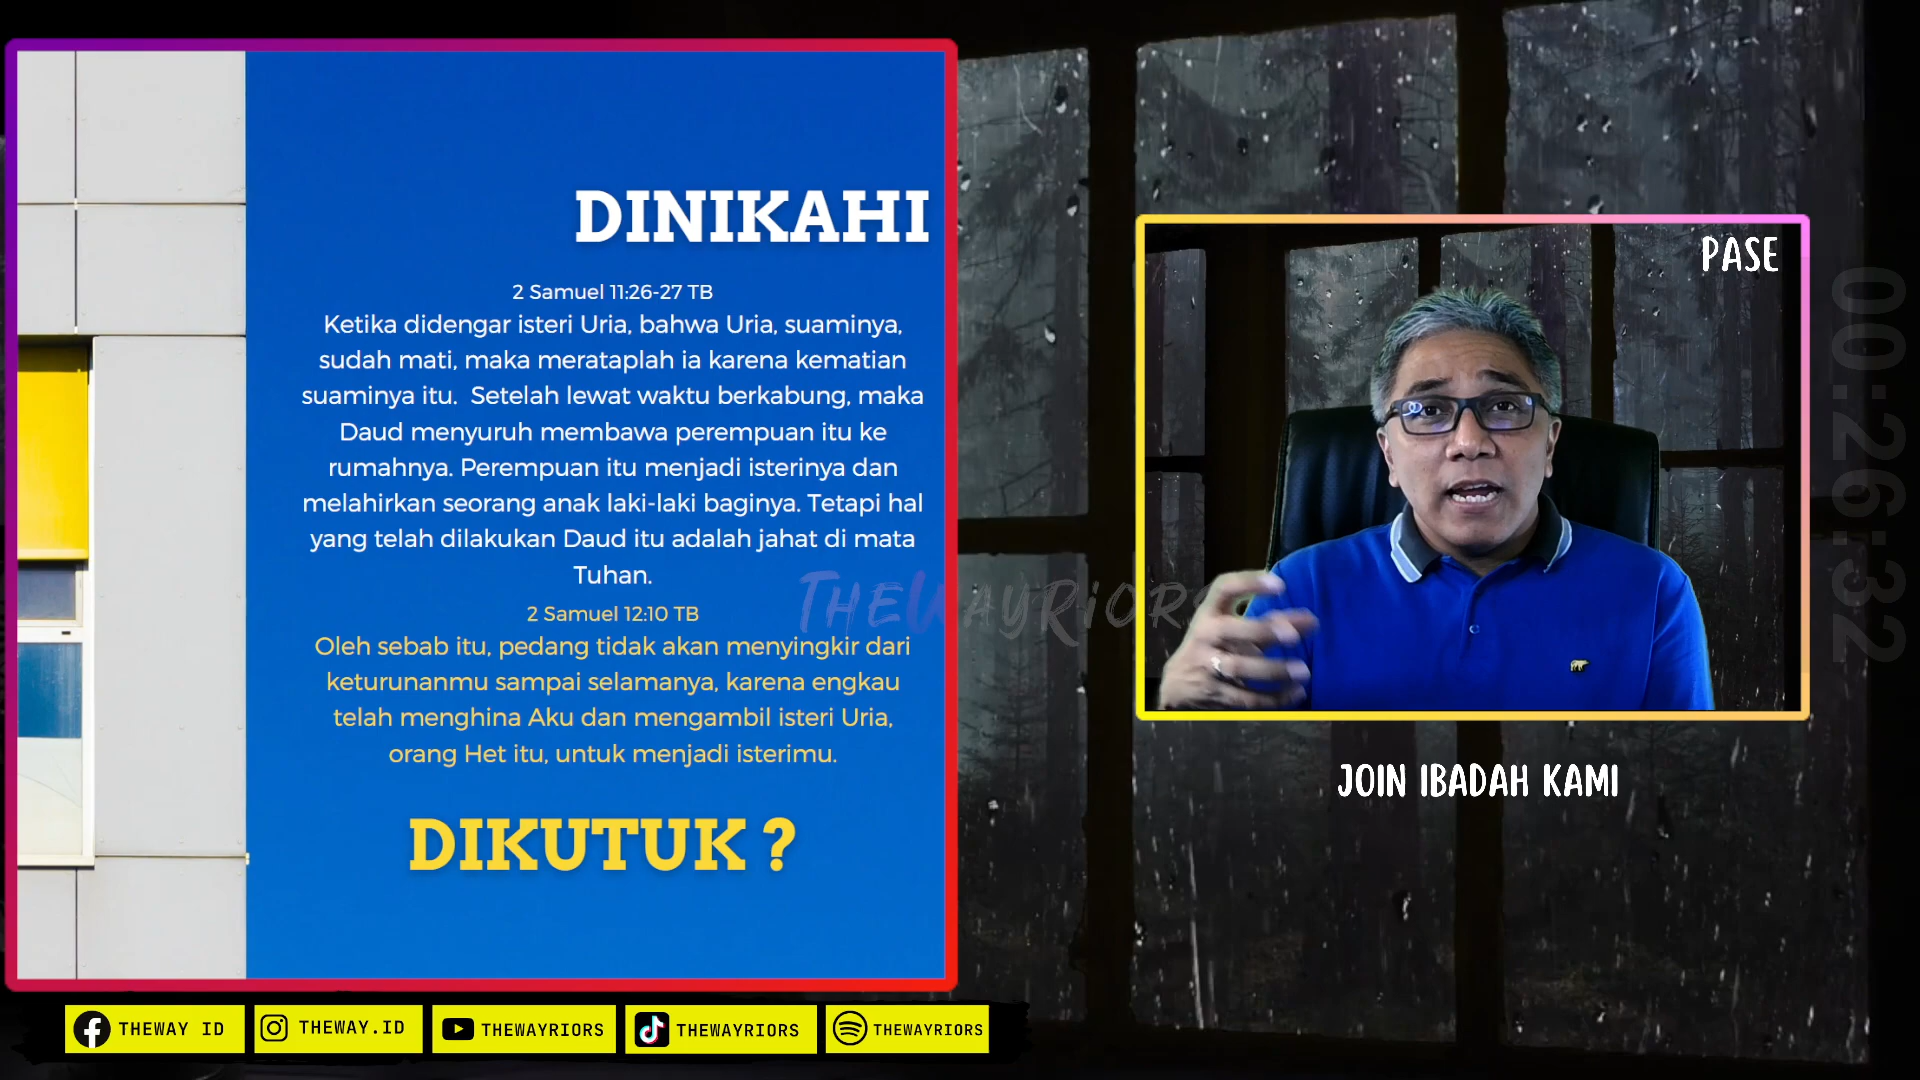 DINIKAHI
2 Samuel 11:26-27 TB
Ketika didengar isteri Uria, bahwa Uria, suaminya,
sudah mati, maka merataplah ia karena kematian
suaminya itu.  Setelah lewat waktu berkabung, maka
Daud menyuruh membawa perempuan itu ke
rumahnya. Perempuan itu menjadi isterinya dan
melahirkan seorang anak laki-laki baginya. Tetapi hal
yang telah dilakukan Daud itu adalah jahat di mata
Tuhan.
2 Samuel 12:10 TB
Oleh sebab itu, pedang tidak akan menyingkir dari
keturunanmu sampai selamanya, karena engkau
telah menghina Aku dan mengambil isteri Uria,
orang Het itu, untuk menjadi isterimu.
DIKUTUK ?
THEWAYRIORS
PASE
JOIN IBADAH KAMI
00:26:32
THEWAY ID
THEWAY.ID
THEWAYRIORS
THEWAYRIORS
THEWAYRIORS